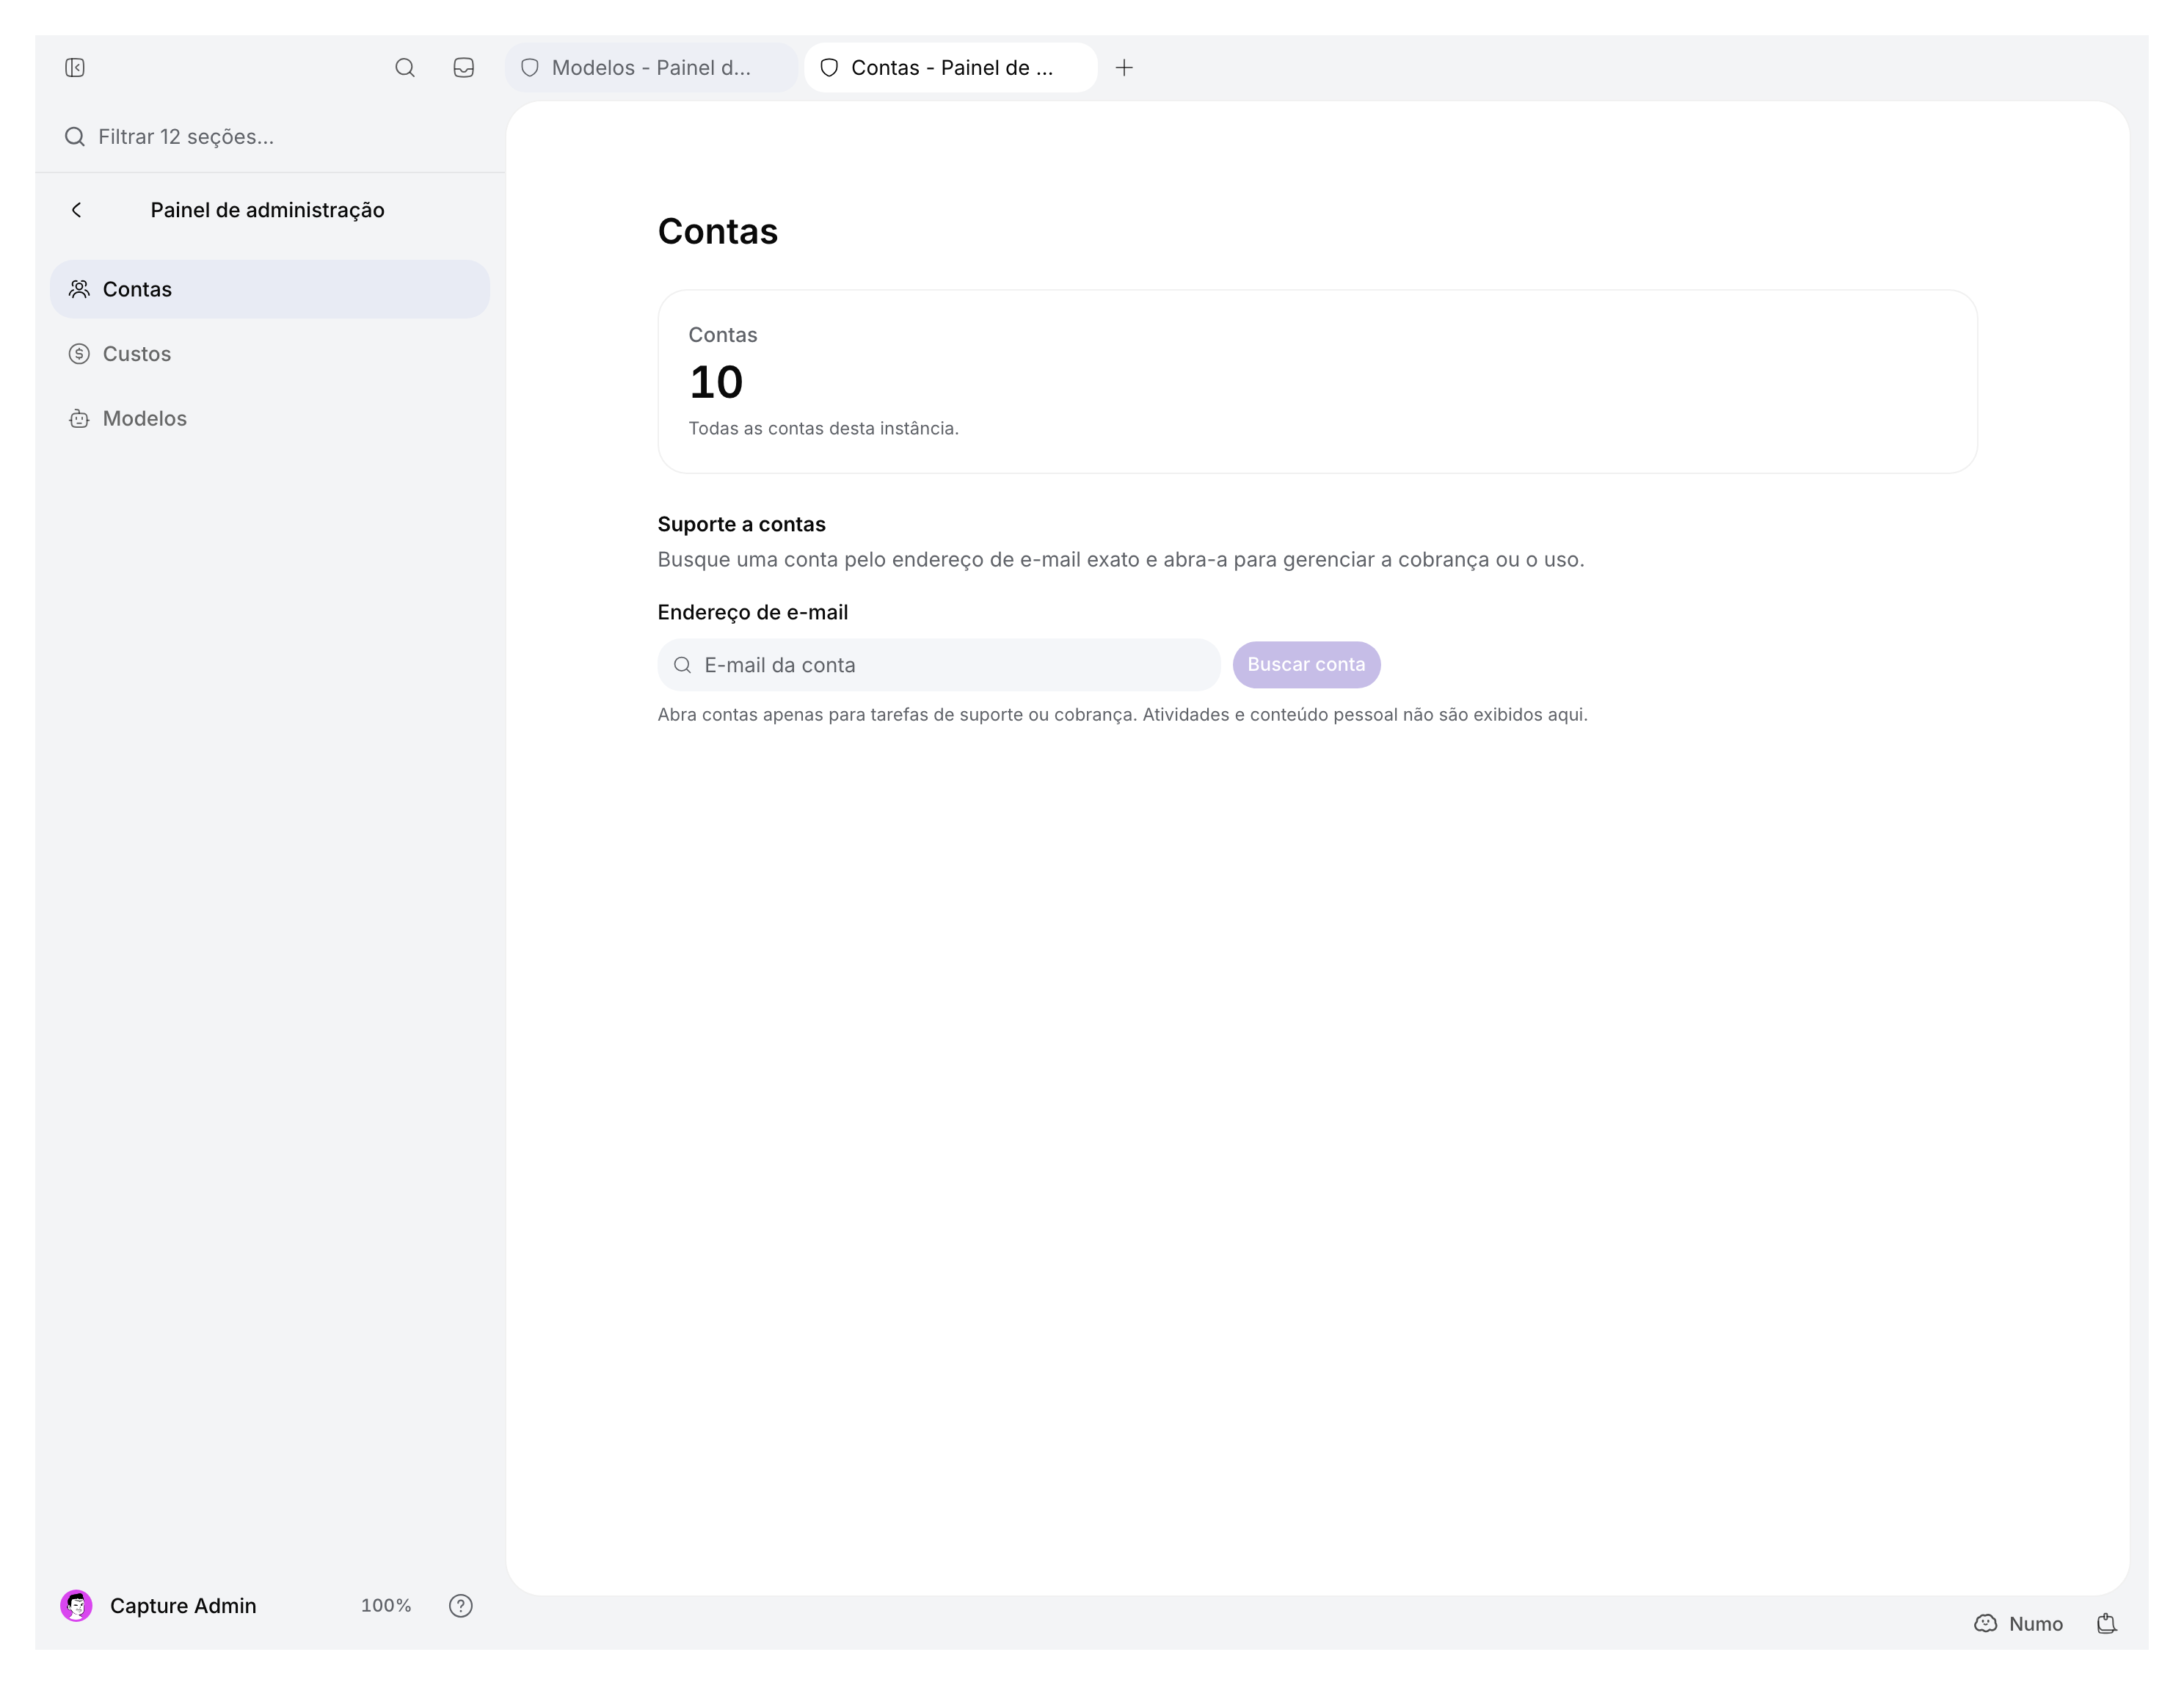 Modelos - Painel d...
Contas - Painel de ...
Filtrar 12 seções...
Painel de administração
Contas
Custos
Modelos
Contas
Contas
10
Todas as contas desta instância.
Suporte a contas
Busque uma conta pelo endereço de e-mail exato e abra-a para gerenciar a cobrança ou o uso.
Endereço de e-mail
E-mail da conta
Buscar conta
Abra contas apenas para tarefas de suporte ou cobrança. Atividades e conteúdo pessoal não são exibidos aqui.
Capture Admin
100%
Numo